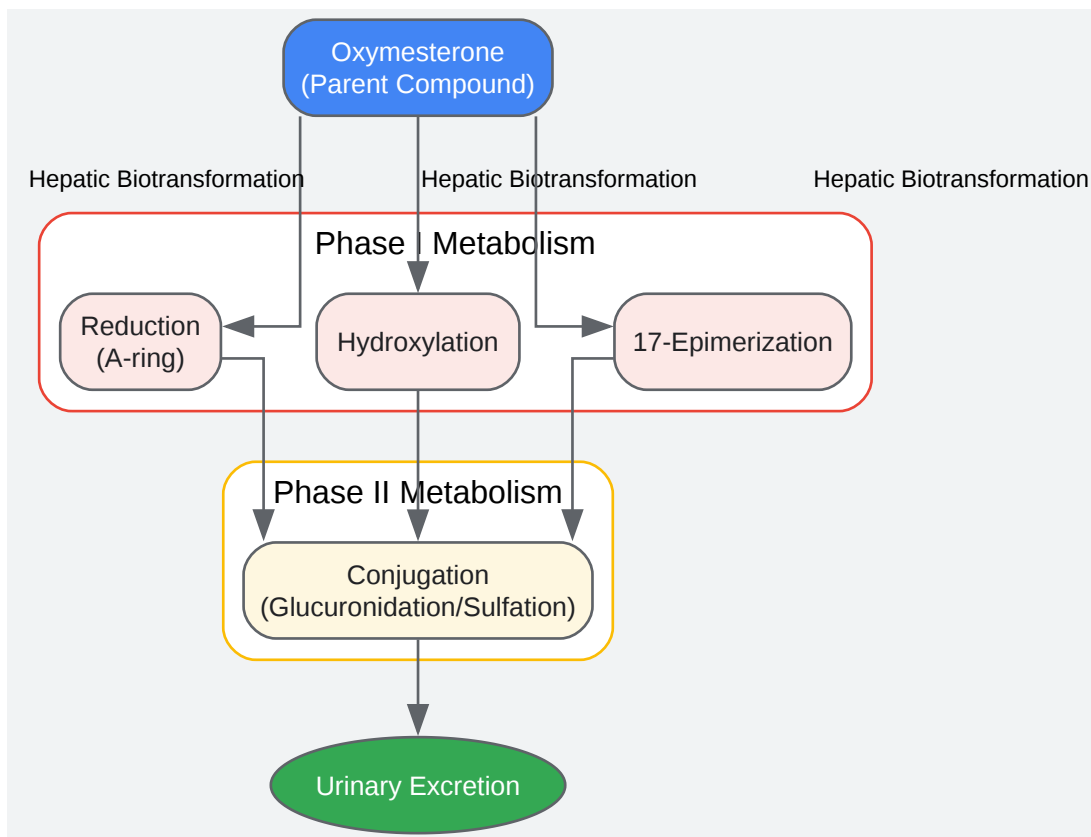 Oxymesterone
(Parent Compound)
Hepatic Biotransformation
Hepatic Biotransformation
Hepatic Biotransformation
Phase I Metabolism
Reduction
(A-ring)
Hydroxylation
17-Epimerization
Phase II Metabolism
Conjugation
(Glucuronidation/Sulfation)
Urinary Excretion